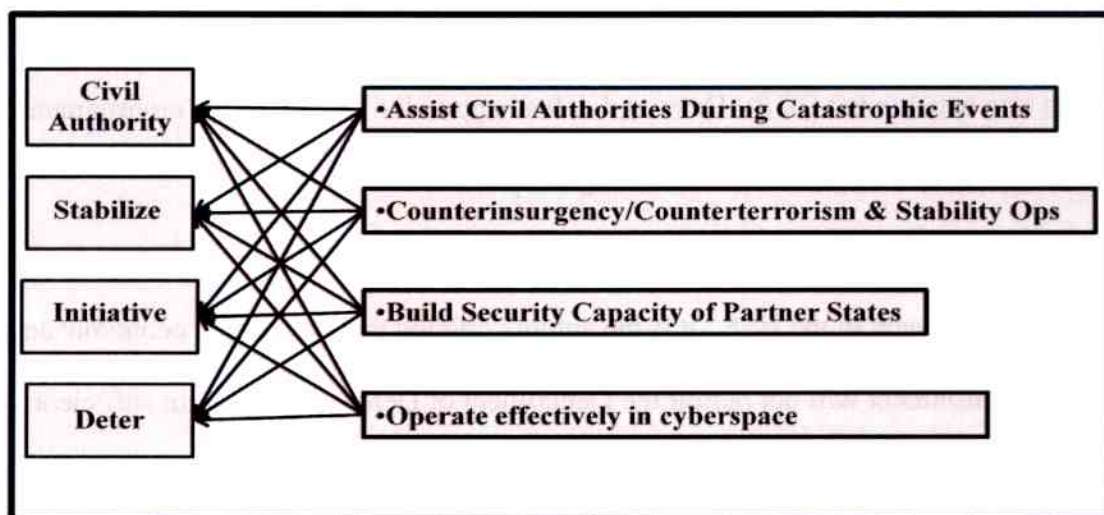 Civil
Authority
•Assist Civil Authorities During Catastrophic Events
Stabilize
•Counterinsurgency/Counterterrorism & Stability Ops
Initiative
•Build Security Capacity of Partner States
Deter
•Operate effectively in cyberspace